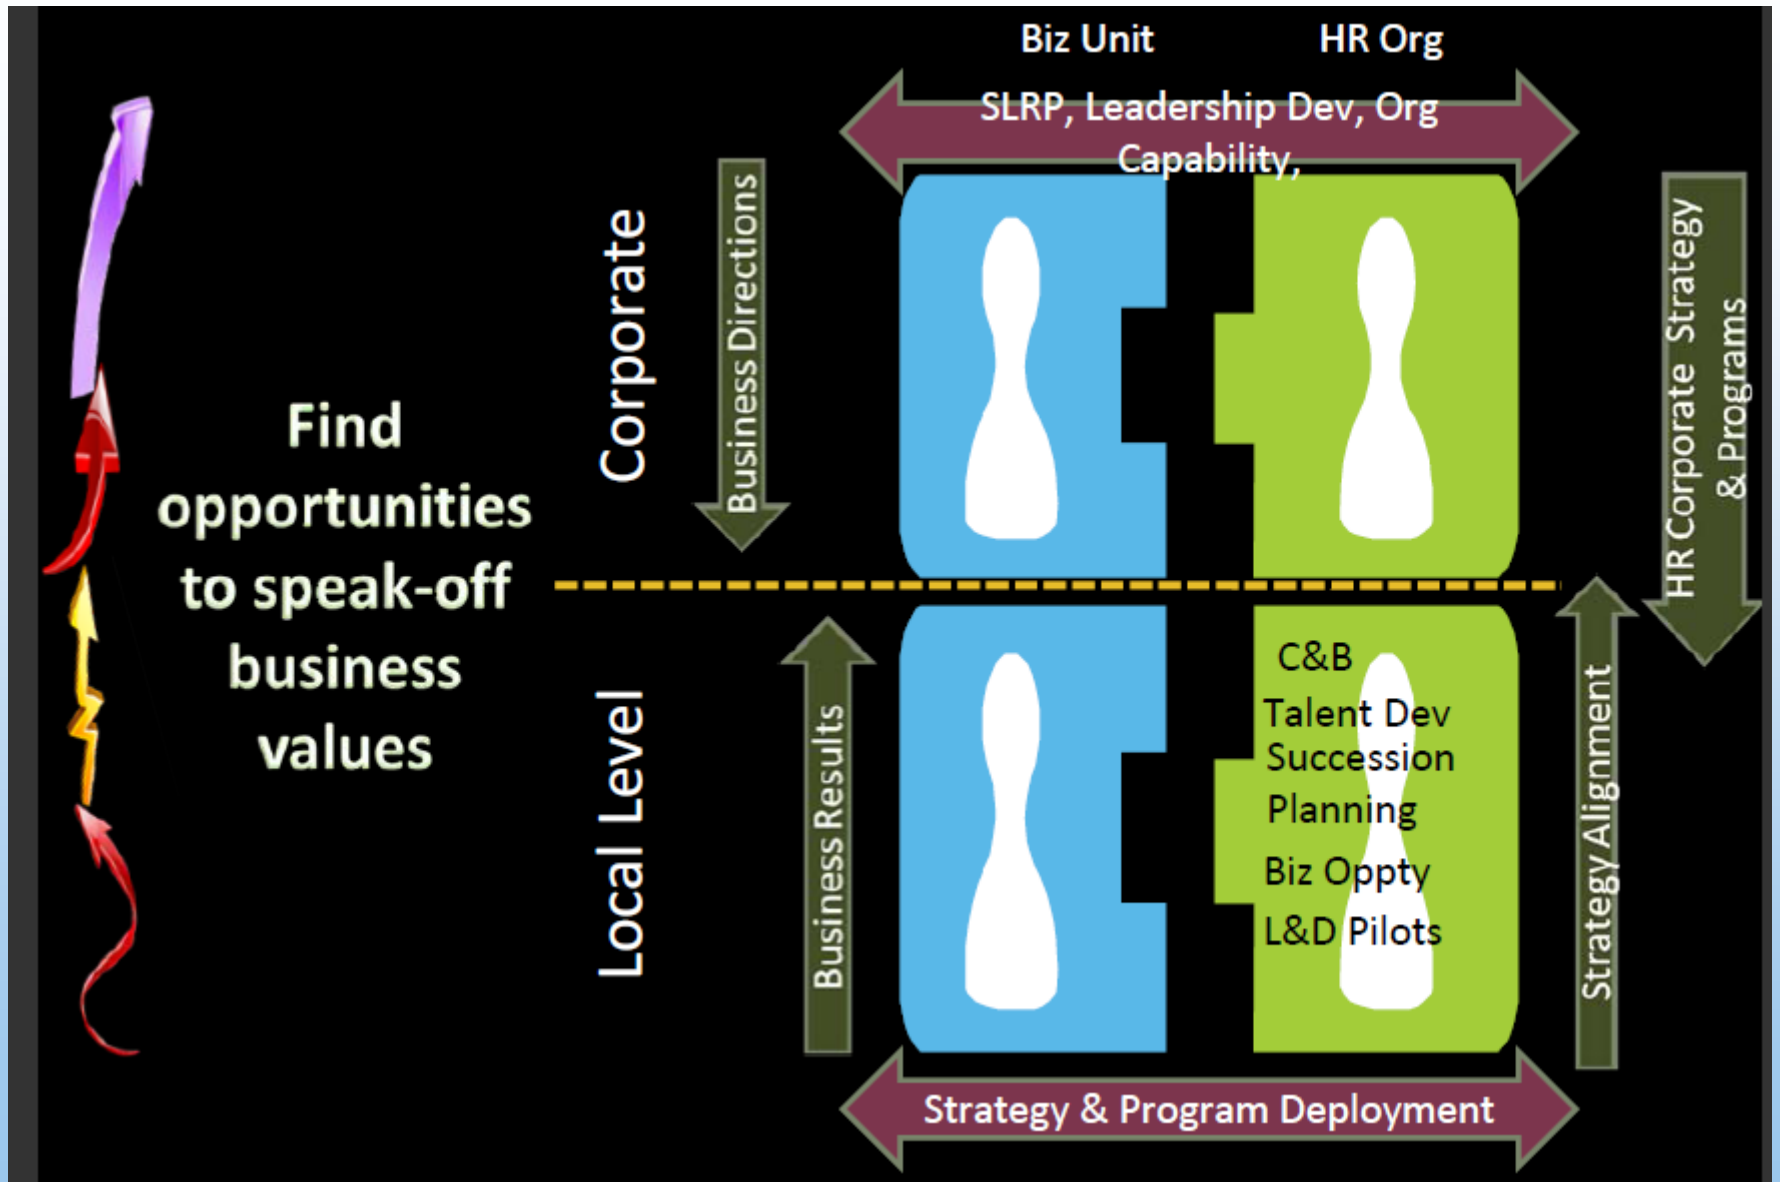 Biz Unit
HR Org
SLRP, Leadership Dev, Org
Capability,
Corporate
Business Directions
HR Corporate Strategy
& Programs
Find
opportunities
to speak-off
business
values
Local Level
Business Results
C&B
Talent Dev
Succession
Planning
Biz Oppty
L&D Pilots
Strategy Alignment
Strategy & Program Deployment